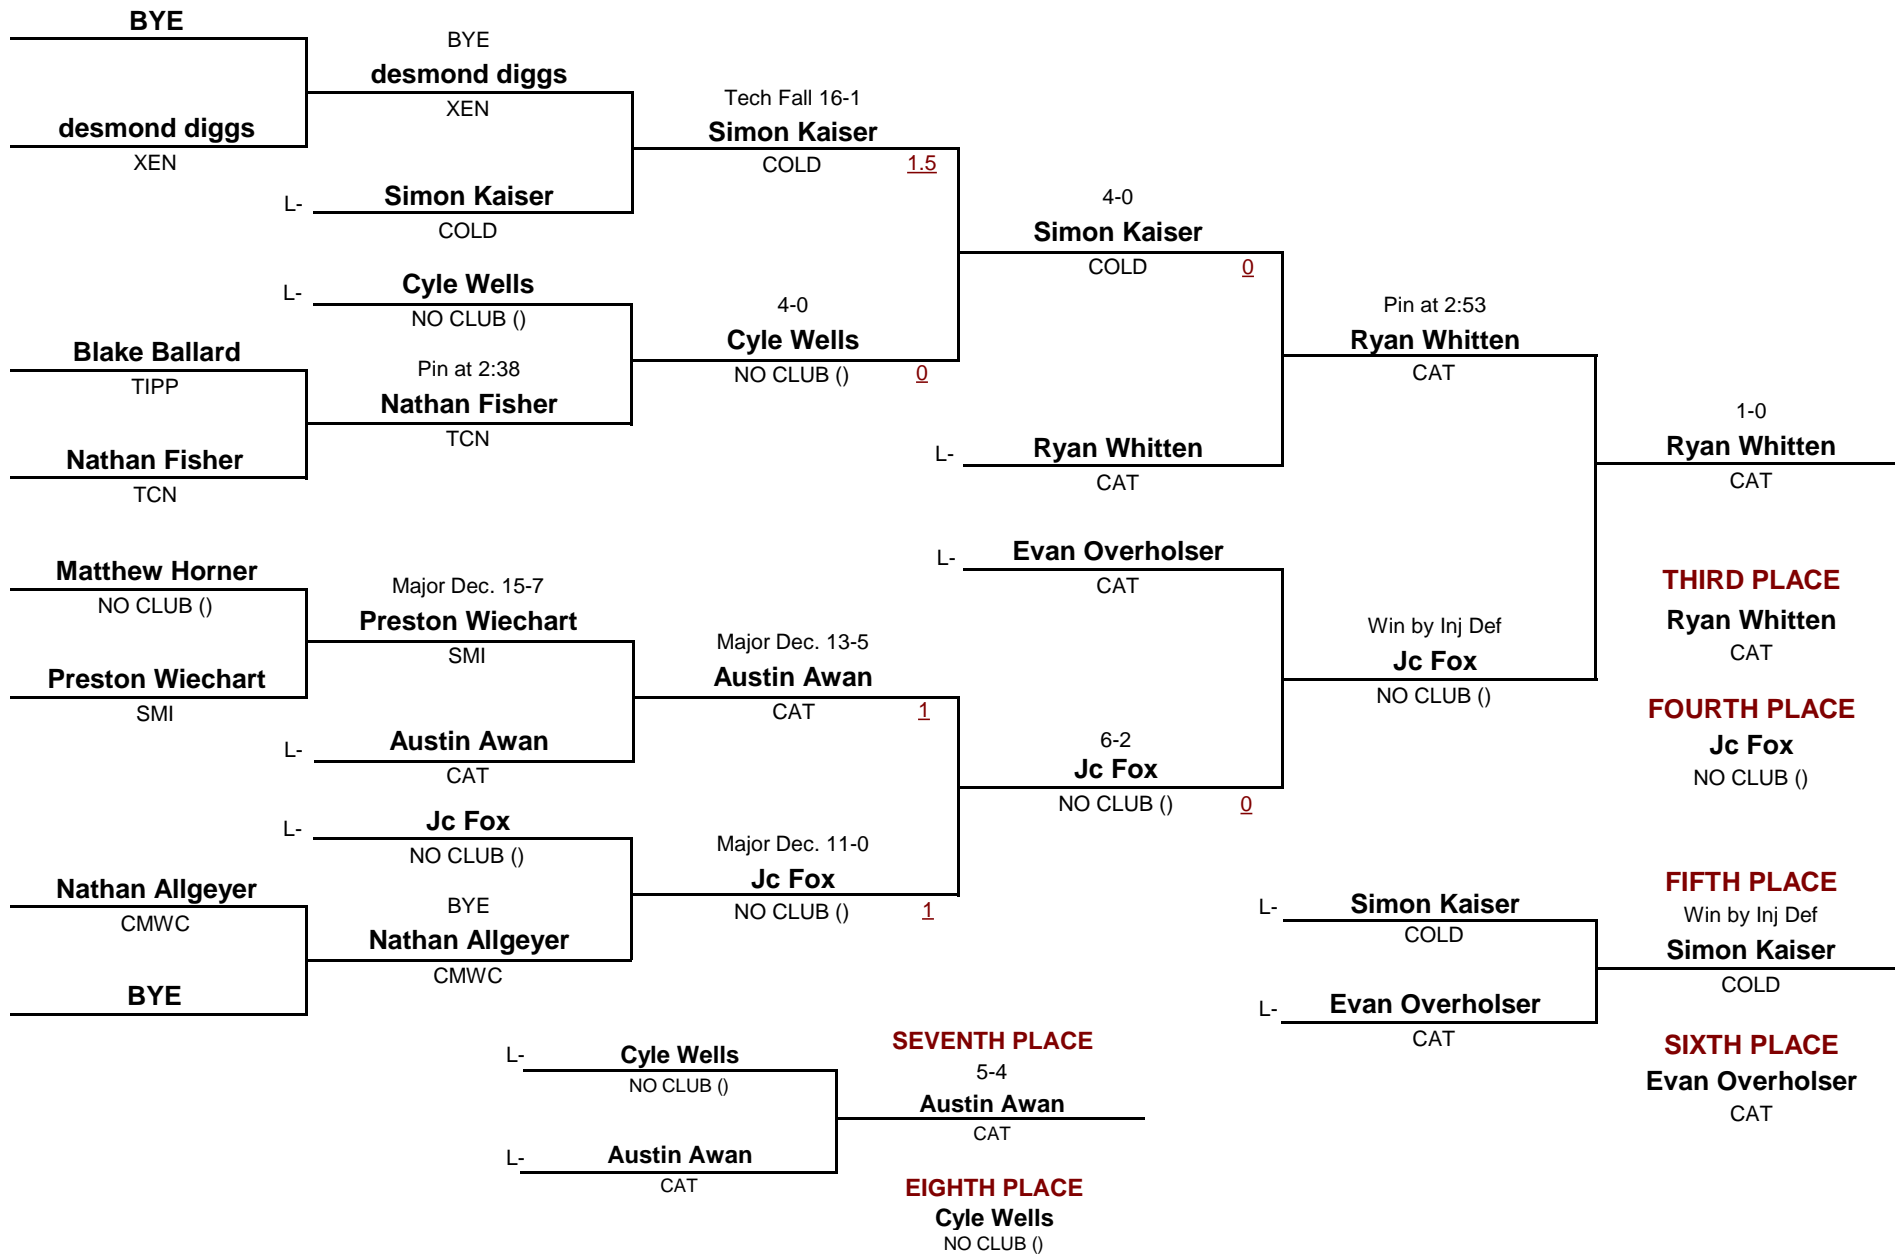 BYE
desmond diggs
XEN
BYE
desmond diggs
XEN
L-
Simon Kaiser
COLD
Tech Fall 16-1
Simon Kaiser
COLD
1.5
L-
Cyle Wells
NO CLUB ()
Blake Ballard
TIPP
Nathan Fisher
TCN
Pin at 2:38
Nathan Fisher
TCN
4-0
Cyle Wells
NO CLUB ()
0
4-0
Simon Kaiser
COLD
0
L-
Ryan Whitten
CAT
Pin at 2:53
Ryan Whitten
CAT
Matthew Horner
NO CLUB ()
Preston Wiechart
SMI
Major Dec. 15-7
Preston Wiechart
SMI
L-
Austin Awan
CAT
Major Dec. 13-5
Austin Awan
CAT
1
L-
Jc Fox
NO CLUB ()
Nathan Allgeyer
CMWC
BYE
BYE
Nathan Allgeyer
CMWC
Major Dec. 11-0
Jc Fox
NO CLUB ()
1
L-
Evan Overholser
CAT
6-2
Jc Fox
NO CLUB ()
0
Win by Inj Def
Jc Fox
NO CLUB ()
1-0
Ryan Whitten
CAT
THIRD PLACE
Ryan Whitten
CAT
FOURTH PLACE
Jc Fox
NO CLUB ()
L-
Simon Kaiser
COLD
L-
Evan Overholser
CAT
FIFTH PLACE
Win by Inj Def
Simon Kaiser
COLD
SIXTH PLACE
Evan Overholser
CAT
L-
Cyle Wells
NO CLUB ()
L-
Austin Awan
CAT
SEVENTH PLACE
5-4
Austin Awan
CAT
EIGHTH PLACE
Cyle Wells
NO CLUB ()